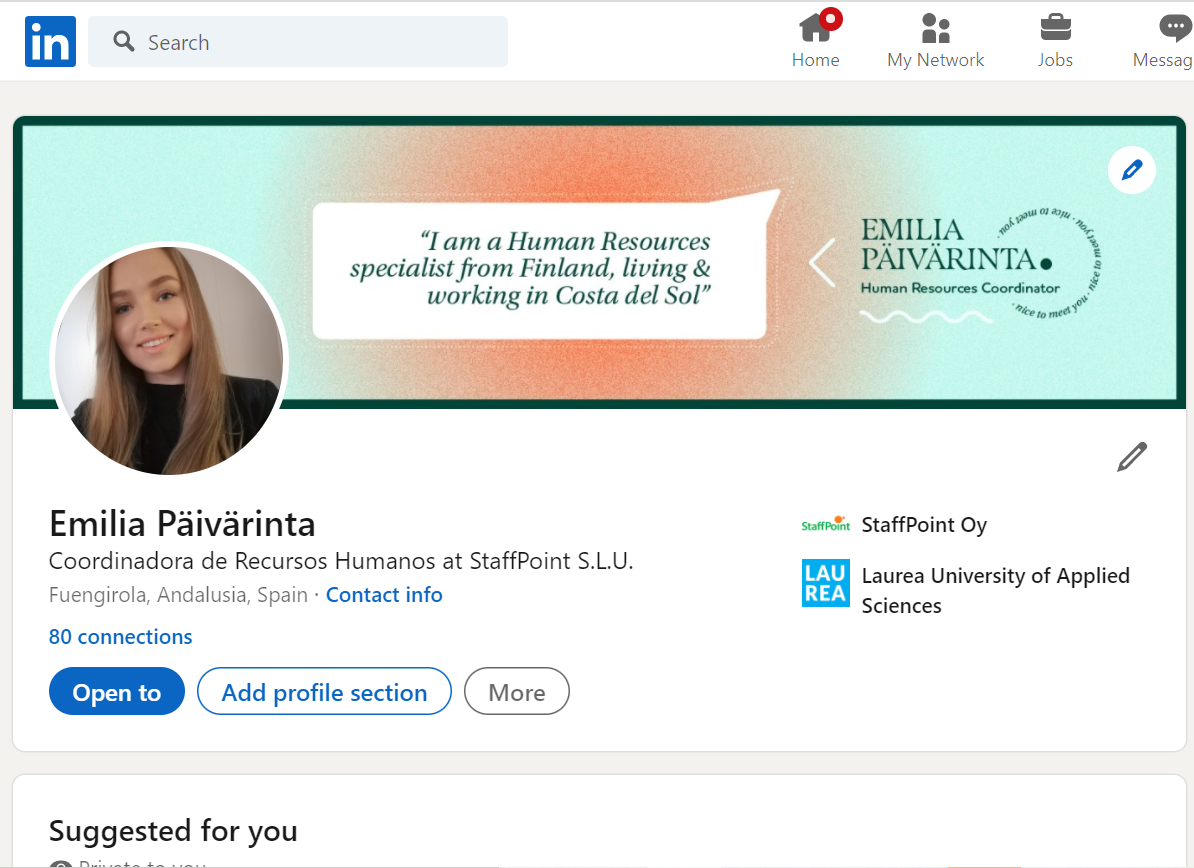 in
Search
Home
My Network
Jobs
Messag
“I am a Human Resources
specialist from Finland, living &
working in Costa del Sol”
EMILIA
PÄIVÄRINTA.
Human Resources Coordinator
· nice to meet you · nice to meet you · nice to meet you ·
Emilia Päivärinta
Coordinadora de Recursos Humanos at StaffPoint S.L.U.
Fuengirola, Andalusia, Spain · Contact info
80 connections
Open to
Add profile section
More
StaffPoint
StaffPoint Oy
LAU
REA
Laurea University of Applied
Sciences
Suggested for you
Private to you